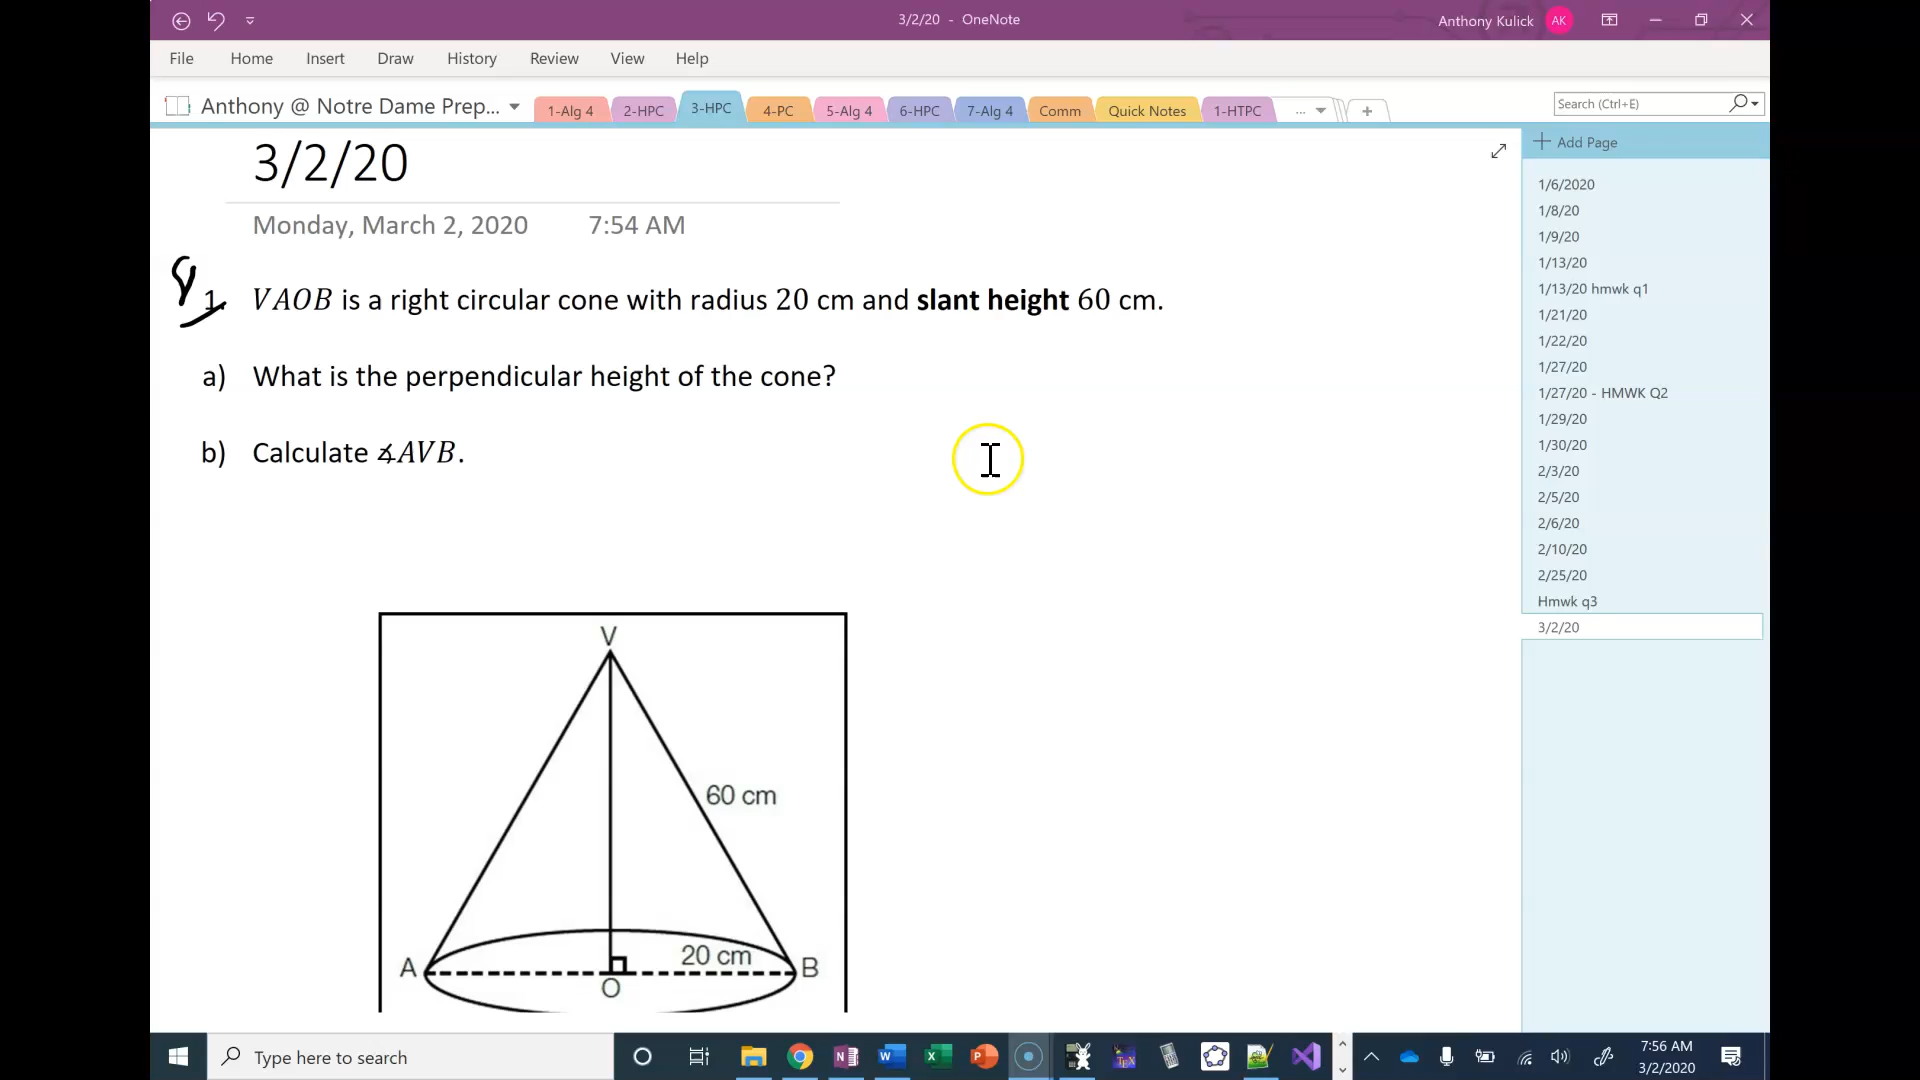 3/2/20 - OneNote
Anthony Kulick AK
File Home Insert Draw History Review View Help
Anthony @ Notre Dame Prep... 1-Alg 4 2-HPC 3-HPC 4-PC 5-Alg 4 6-HPC 7-Alg 4 Comm Quick Notes 1-HTPC ... +
Search (Ctrl+E)
3/2/20
Monday, March 2, 2020 7:54 AM
1. VAOB is a right circular cone with radius 20 cm and slant height 60 cm.
a) What is the perpendicular height of the cone?
b) Calculate ∡AVB.
V
60 cm
20 cm
A
B
O
Add Page
1/6/2020
1/8/20
1/9/20
1/13/20
1/13/20 hmwk q1
1/21/20
1/22/20
1/27/20
1/27/20 - HMWK Q2
1/29/20
1/30/20
2/3/20
2/5/20
2/6/20
2/10/20
2/25/20
Hmwk q3
3/2/20
Type here to search
7:56 AM
3/2/2020